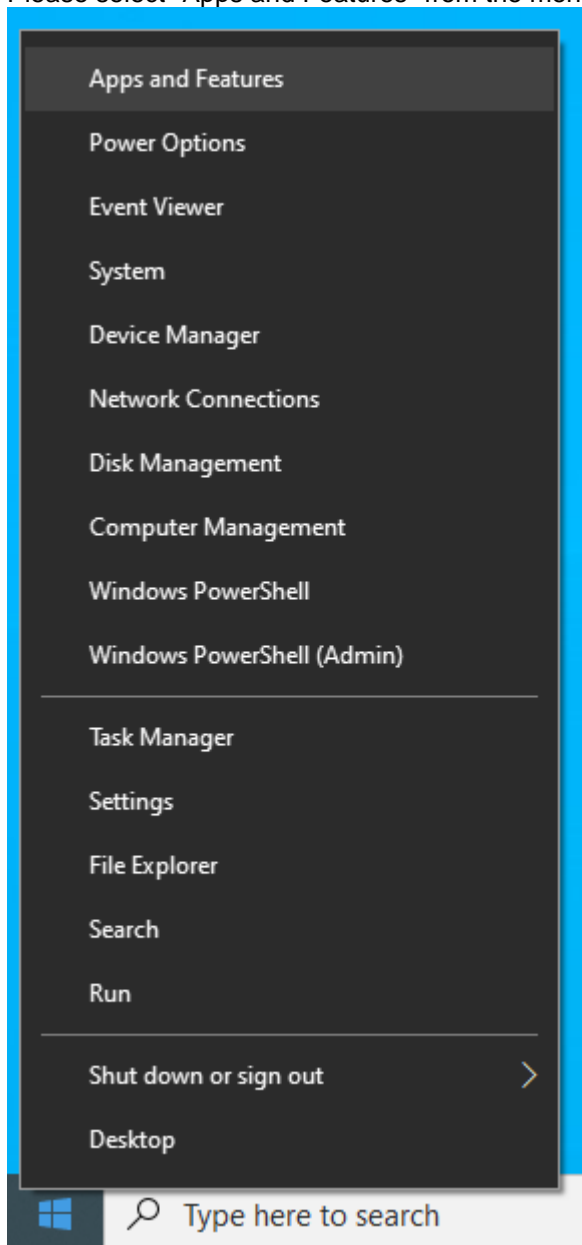 Please select "Apps and Features" from the men
Apps and Features
Power Options
Event Viewer
System
Device Manager
Network Connections
Disk Management
Computer Management
Windows PowerShell
Windows PowerShell (Admin)
Task Manager
Settings
File Explorer
Search
Run
Shut down or sign out
Desktop
Type here to search